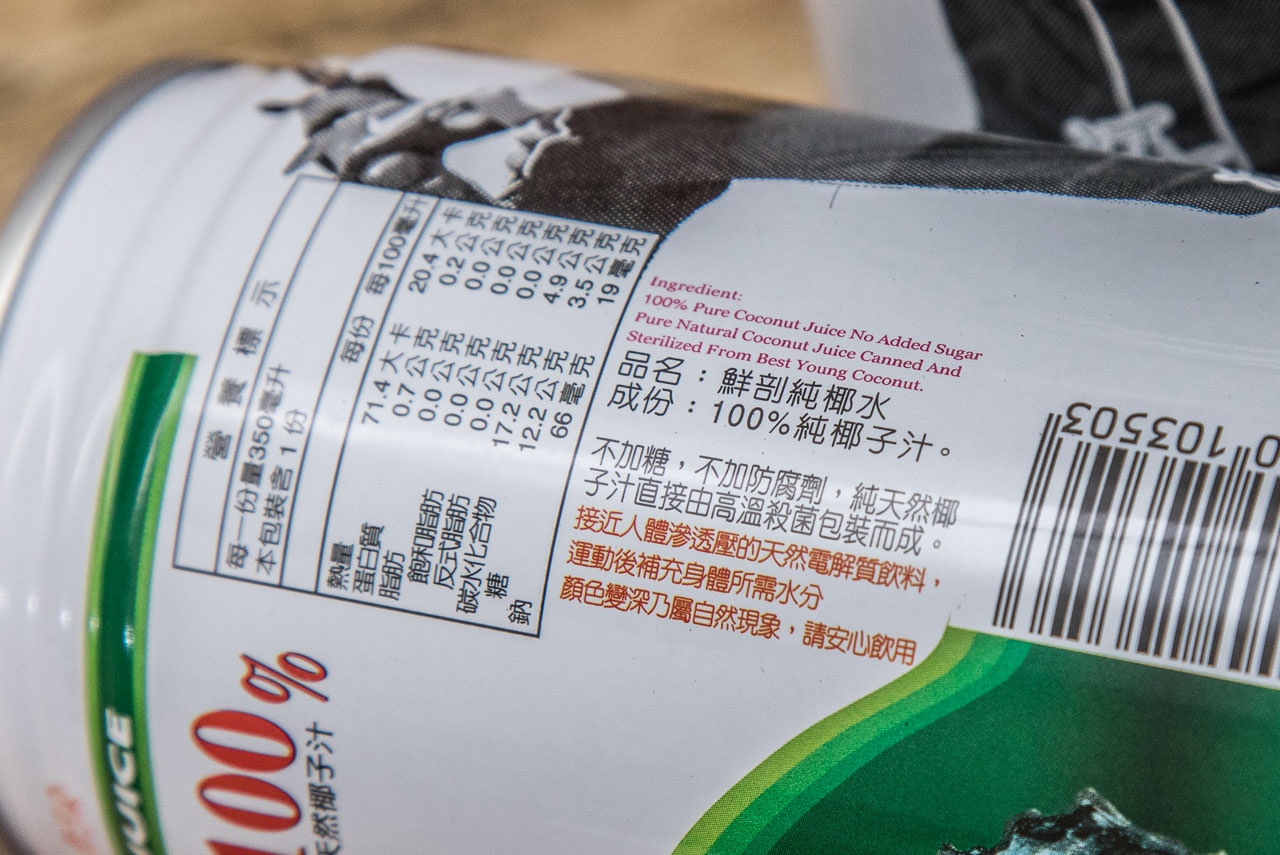 營養標示
每一份量350毫升
本包裝含1份
每份 每100毫升
熱量 71.4大卡 20.4大卡
蛋白質 0.7公克 0.2公克
脂肪 0.0公克 0.0公克
飽和脂肪 0.0公克 0.0公克
反式脂肪 0.0公克 0.0公克
碳水化合物 17.2公克 4.9公克
糖 12.2公克 3.5公克
鈉 66毫克 19毫克
Ingredient:
100% Pure Coconut Juice No Added Sugar
Pure Natural Coconut Juice Canned And
Sterilized From Best Young Coconut.
品名：鮮剖純椰水
成份：100%純椰子汁。
不加糖，不加防腐劑，純天然椰
子汁直接由高溫殺菌包裝而成。
接近人體滲透壓的天然電解質飲料，
運動後補充身體所需水分
顏色變深乃屬自然現象，請安心飲用
0 103503
100%
天然椰子汁
JUICE